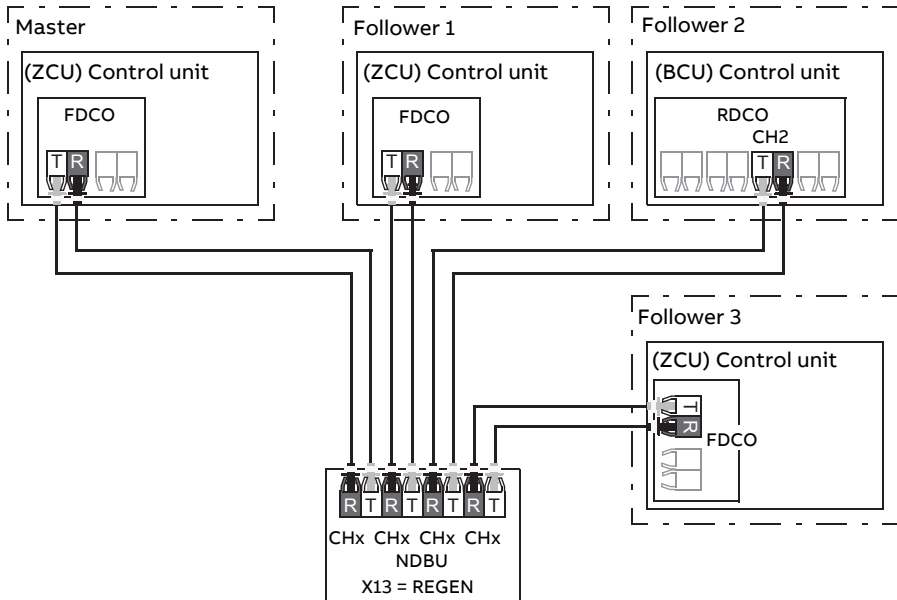 Master
(ZCU) Control unit
FDCO
T R
Follower 1
(ZCU) Control unit
FDCO
T R
Follower 2
(BCU) Control unit
RDCO
CH2
T R
Follower 3
(ZCU) Control unit
T
R
FDCO
R T R T R T R T
CHx CHx CHx CHx
NDBU
X13 = REGEN